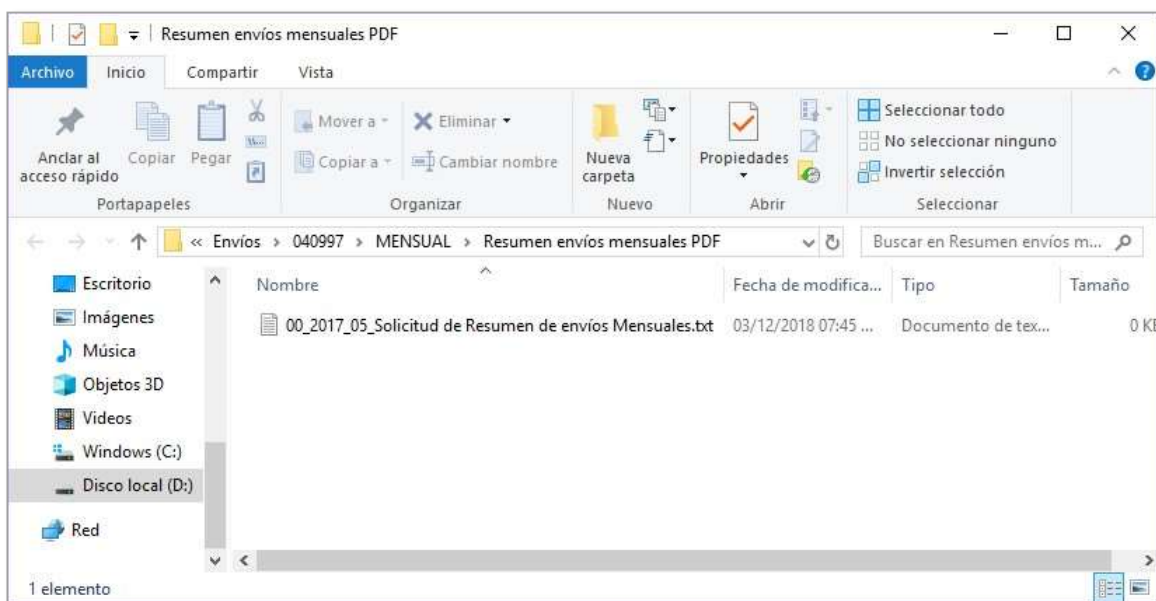 Resumen envíos mensuales PDF
Archivo Inicio Compartir Vista
Anclar al acceso rápido
Copiar
Pegar
Portapapeles
Mover a
Copiar a
Eliminar
Cambiar nombre
Organizar
Nueva carpeta
Nuevo
Propiedades
Abrir
Seleccionar todo
No seleccionar ninguno
Invertir selección
Seleccionar
« Envíos > 040997 > MENSUAL > Resumen envíos mensuales PDF
Buscar en Resumen envíos m...
Escritorio
Imágenes
Música
Objetos 3D
Videos
Windows (C:)
Disco local (D:)
Red
Nombre Fecha de modifica... Tipo Tamaño
00_2017_05_Solicitud de Resumen de envíos Mensuales.txt 03/12/2018 07:45 ... Documento de tex... 0 KB
1 elemento